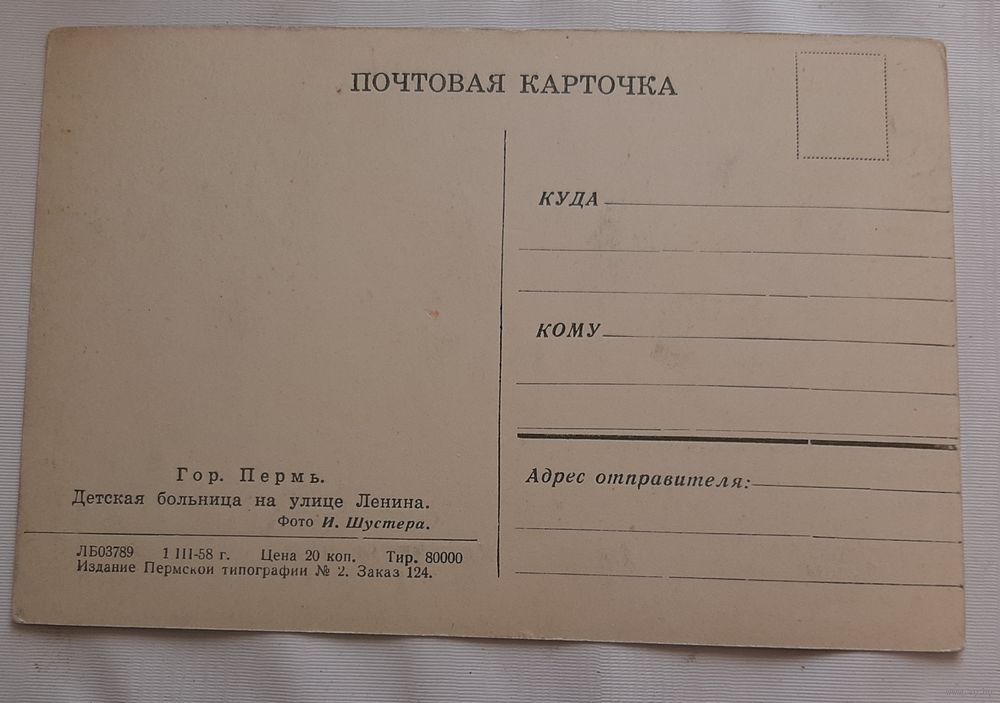 ПОЧТОВАЯ КАРТОЧКА
КУДА
КОМУ
Адрес отправителя:
Гор. Пермь.
Детская больница на улице Ленина.
Фото И. Шустера.
ЛБ03789 1 III-58 г. Цена 20 коп. Тир. 80000
Издание Пермской типографии № 2. Заказ 124.